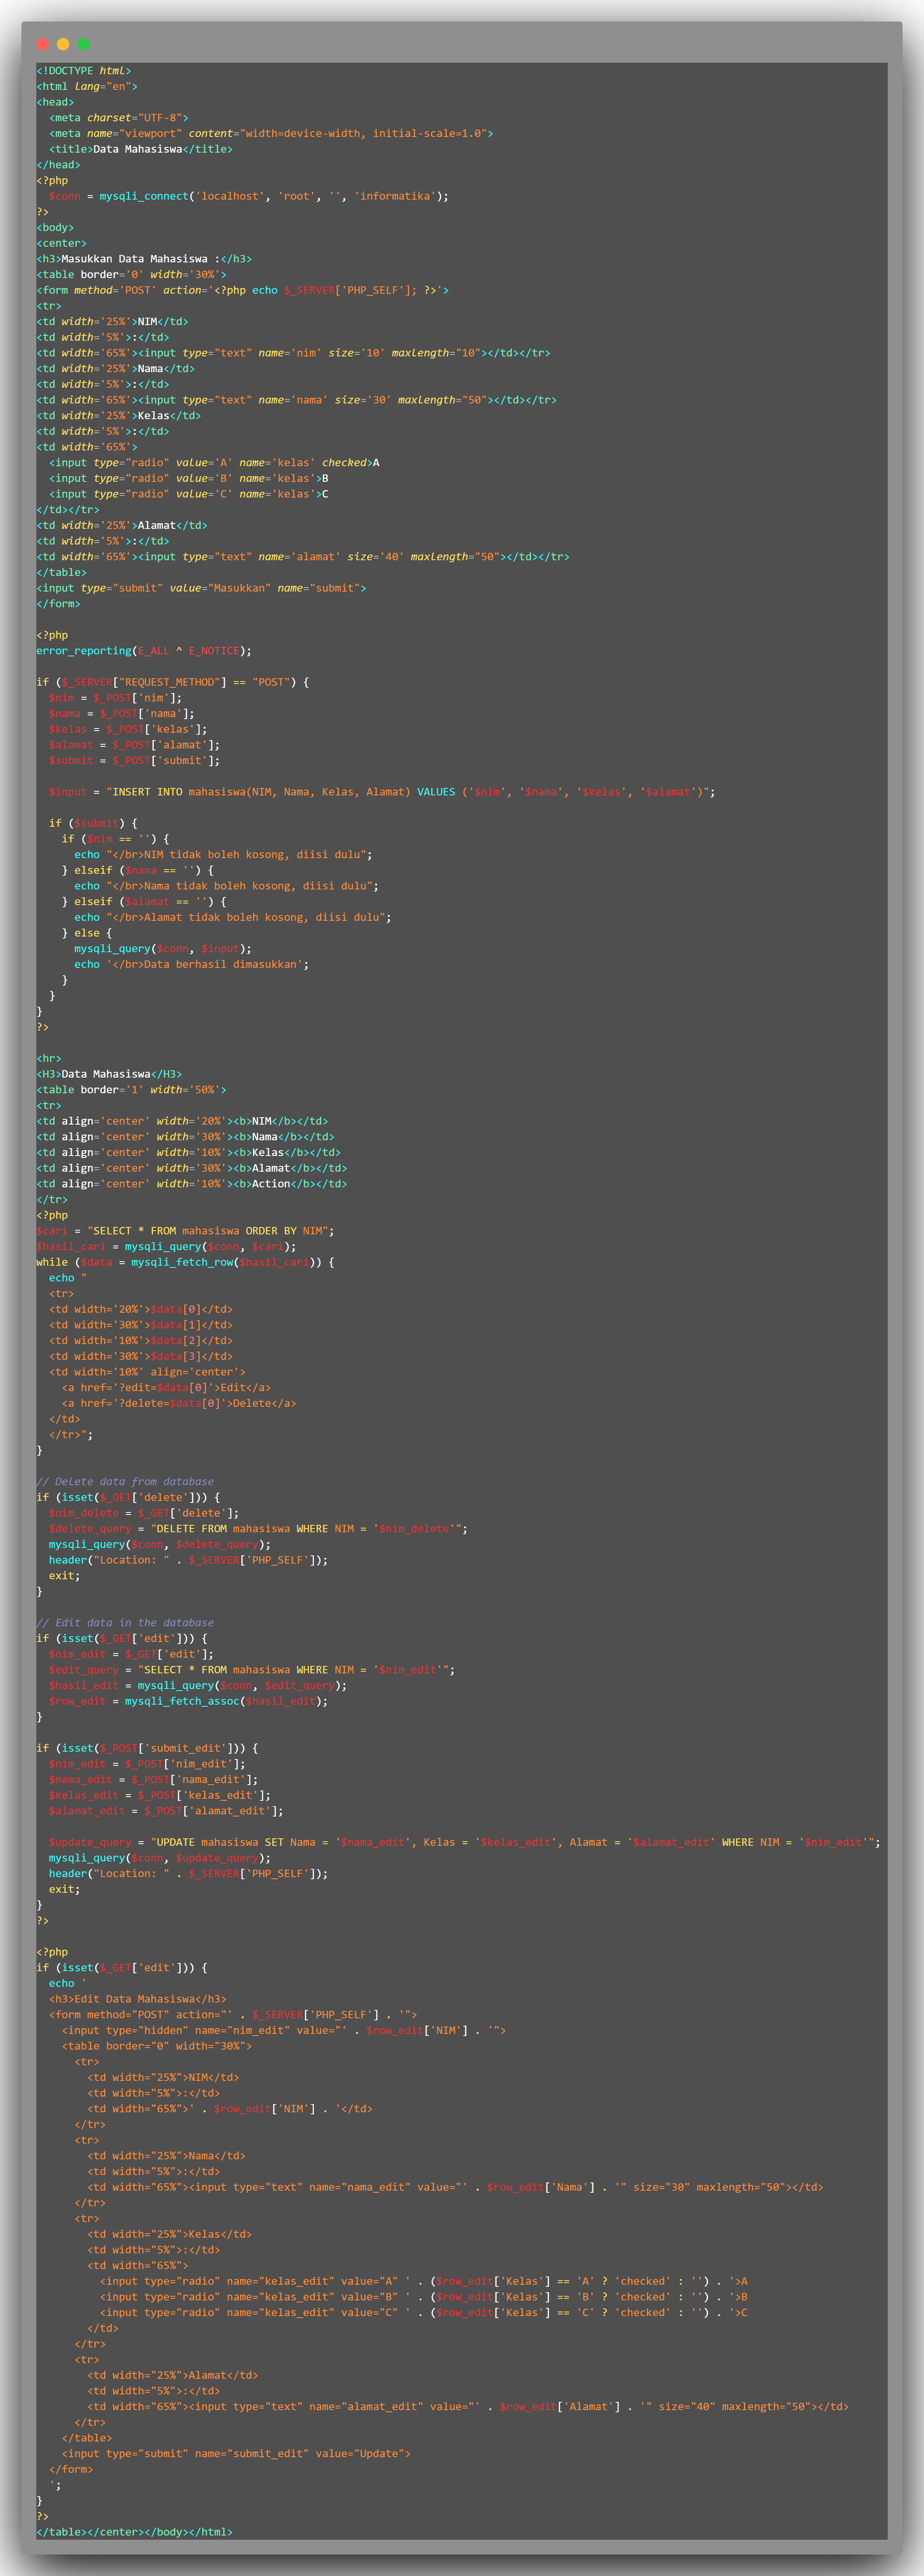 <!DOCTYPE html>
<html lang="en">
<head>
  <meta charset="UTF-8">
  <meta name="viewport" content="width=device-width, initial-scale=1.0">
  <title>Data Mahasiswa</title>
</head>
<?php
  $conn = mysqli_connect('localhost', 'root', '', 'informatika');
?>
<body>
<center>
<h3>Masukkan Data Mahasiswa :</h3>
<table border='0' width='30%'>
<form method='POST' action='<?php echo $_SERVER['PHP_SELF']; ?>'>
<tr>
<td width='25%'>NIM</td>
<td width='5%'>:</td>
<td width='65%'><input type="text" name='nim' size='10' maxlength="10"></td></tr>
<td width='25%'>Nama</td>
<td width='5%'>:</td>
<td width='65%'><input type="text" name='nama' size='30' maxlength="50"></td></tr>
<td width='25%'>Kelas</td>
<td width='5%'>:</td>
<td width='65%'>
  <input type="radio" value='A' name='kelas' checked>A
  <input type="radio" value='B' name='kelas'>B
  <input type="radio" value='C' name='kelas'>C
</td></tr>
<td width='25%'>Alamat</td>
<td width='5%'>:</td>
<td width='65%'><input type="text" name='alamat' size='40' maxlength="50"></td></tr>
</table>
<input type="submit" value="Masukkan" name="submit">
</form>

<?php
error_reporting(E_ALL ^ E_NOTICE);

if ($_SERVER["REQUEST_METHOD"] == "POST") {
  $nim = $_POST['nim'];
  $nama = $_POST['nama'];
  $kelas = $_POST['kelas'];
  $alamat = $_POST['alamat'];
  $submit = $_POST['submit'];

  $input = "INSERT INTO mahasiswa(NIM, Nama, Kelas, Alamat) VALUES ('$nim', '$nama', '$kelas', '$alamat')";

  if ($submit) {
    if ($nim == '') {
      echo "</br>NIM tidak boleh kosong, diisi dulu";
    } elseif ($nama == '') {
      echo "</br>Nama tidak boleh kosong, diisi dulu";
    } elseif ($alamat == '') {
      echo "</br>Alamat tidak boleh kosong, diisi dulu";
    } else {
      mysqli_query($conn, $input);
      echo '</br>Data berhasil dimasukkan';
    }
  }
}
?>

<hr>
<H3>Data Mahasiswa</H3>
<table border='1' width='50%'>
<tr>
<td align='center' width='20%'><b>NIM</b></td>
<td align='center' width='30%'><b>Nama</b></td>
<td align='center' width='10%'><b>Kelas</b></td>
<td align='center' width='30%'><b>Alamat</b></td>
<td align='center' width='10%'><b>Action</b></td>
</tr>
<?php
$cari = "SELECT * FROM mahasiswa ORDER BY NIM";
$hasil_cari = mysqli_query($conn, $cari);
while ($data = mysqli_fetch_row($hasil_cari)) {
  echo "
  <tr>
  <td width='20%'>$data[0]</td>
  <td width='30%'>$data[1]</td>
  <td width='10%'>$data[2]</td>
  <td width='30%'>$data[3]</td>
  <td width='10%' align='center'>
    <a href='?edit=$data[0]'>Edit</a>
    <a href='?delete=$data[0]'>Delete</a>
  </td>
  </tr>";
}

// Delete data from database
if (isset($_GET['delete'])) {
  $nim_delete = $_GET['delete'];
  $delete_query = "DELETE FROM mahasiswa WHERE NIM = '$nim_delete'";
  mysqli_query($conn, $delete_query);
  header("Location: " . $_SERVER['PHP_SELF']);
  exit;
}

// Edit data in the database
if (isset($_GET['edit'])) {
  $nim_edit = $_GET['edit'];
  $edit_query = "SELECT * FROM mahasiswa WHERE NIM = '$nim_edit'";
  $hasil_edit = mysqli_query($conn, $edit_query);
  $row_edit = mysqli_fetch_assoc($hasil_edit);
}

if (isset($_POST['submit_edit'])) {
  $nim_edit = $_POST['nim_edit'];
  $nama_edit = $_POST['nama_edit'];
  $kelas_edit = $_POST['kelas_edit'];
  $alamat_edit = $_POST['alamat_edit'];

  $update_query = "UPDATE mahasiswa SET Nama = '$nama_edit', Kelas = '$kelas_edit', Alamat = '$alamat_edit' WHERE NIM = '$nim_edit'";
  mysqli_query($conn, $update_query);
  header("Location: " . $_SERVER['PHP_SELF']);
  exit;
}
?>

<?php
if (isset($_GET['edit'])) {
  echo '
  <h3>Edit Data Mahasiswa</h3>
  <form method="POST" action="' . $_SERVER['PHP_SELF'] . '">
    <input type="hidden" name="nim_edit" value="' . $row_edit['NIM'] . '">
    <table border="0" width="30%">
      <tr>
        <td width="25%">NIM</td>
        <td width="5%">:</td>
        <td width="65%">' . $row_edit['NIM'] . '</td>
      </tr>
      <tr>
        <td width="25%">Nama</td>
        <td width="5%">:</td>
        <td width="65%"><input type="text" name="nama_edit" value="' . $row_edit['Nama'] . '" size="30" maxlength="50"></td>
      </tr>
      <tr>
        <td width="25%">Kelas</td>
        <td width="5%">:</td>
        <td width="65%">
          <input type="radio" name="kelas_edit" value="A" ' . ($row_edit['Kelas'] == 'A' ? 'checked' : '') . '>A
          <input type="radio" name="kelas_edit" value="B" ' . ($row_edit['Kelas'] == 'B' ? 'checked' : '') . '>B
          <input type="radio" name="kelas_edit" value="C" ' . ($row_edit['Kelas'] == 'C' ? 'checked' : '') . '>C
        </td>
      </tr>
      <tr>
        <td width="25%">Alamat</td>
        <td width="5%">:</td>
        <td width="65%"><input type="text" name="alamat_edit" value="' . $row_edit['Alamat'] . '" size="40" maxlength="50"></td>
      </tr>
    </table>
    <input type="submit" name="submit_edit" value="Update">
  </form>
  ';
}
?>
</table></center></body></html>